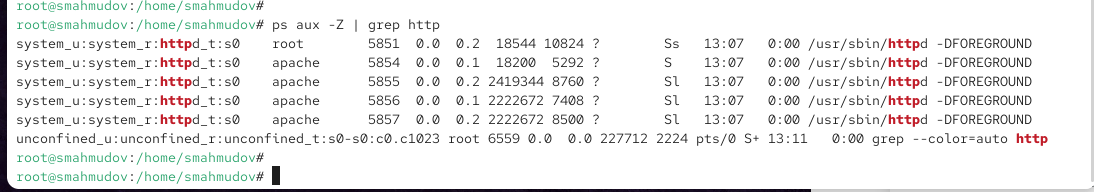 root@smahmudov:/home/smahmudov#
root@smahmudov:/home/smahmudov# ps aux -Z | grep http
system_u:system_r:httpd_t:s0    root        5851  0.0  0.2  18544 10824 ?        Ss   13:07   0:00 /usr/sbin/httpd -DFOREGROUND
system_u:system_r:httpd_t:s0    apache      5854  0.0  0.1  18200  5292 ?        S    13:07   0:00 /usr/sbin/httpd -DFOREGROUND
system_u:system_r:httpd_t:s0    apache      5855  0.0  0.2 2419344 8760 ?        Sl   13:07   0:00 /usr/sbin/httpd -DFOREGROUND
system_u:system_r:httpd_t:s0    apache      5856  0.0  0.1 2222672 7408 ?        Sl   13:07   0:00 /usr/sbin/httpd -DFOREGROUND
system_u:system_r:httpd_t:s0    apache      5857  0.0  0.2 2222672 8500 ?        Sl   13:07   0:00 /usr/sbin/httpd -DFOREGROUND
unconfined_u:unconfined_r:unconfined_t:s0-s0:c0.c1023 root 6559 0.0  0.0 227712 2224 pts/0 S+ 13:11   0:00 grep --color=auto http
root@smahmudov:/home/smahmudov#
root@smahmudov:/home/smahmudov#